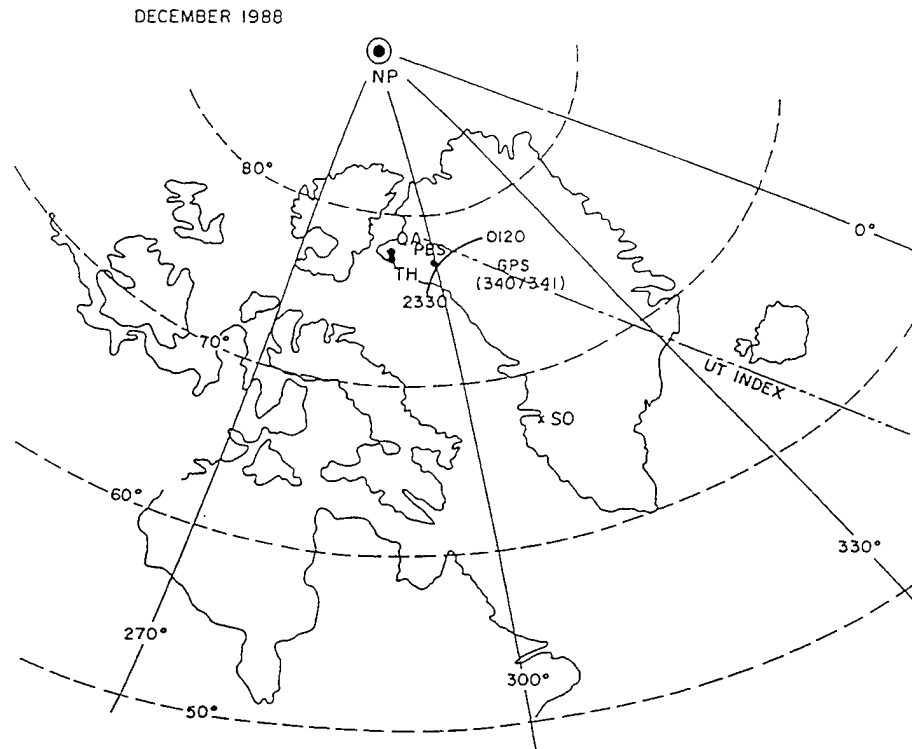 DECEMBER 1988
NP
80°
0°
QA
PBS
0120
TH
GPS
(340/341)
2330
70°
UT INDEX
SO
60°
330°
270°
300°
50°